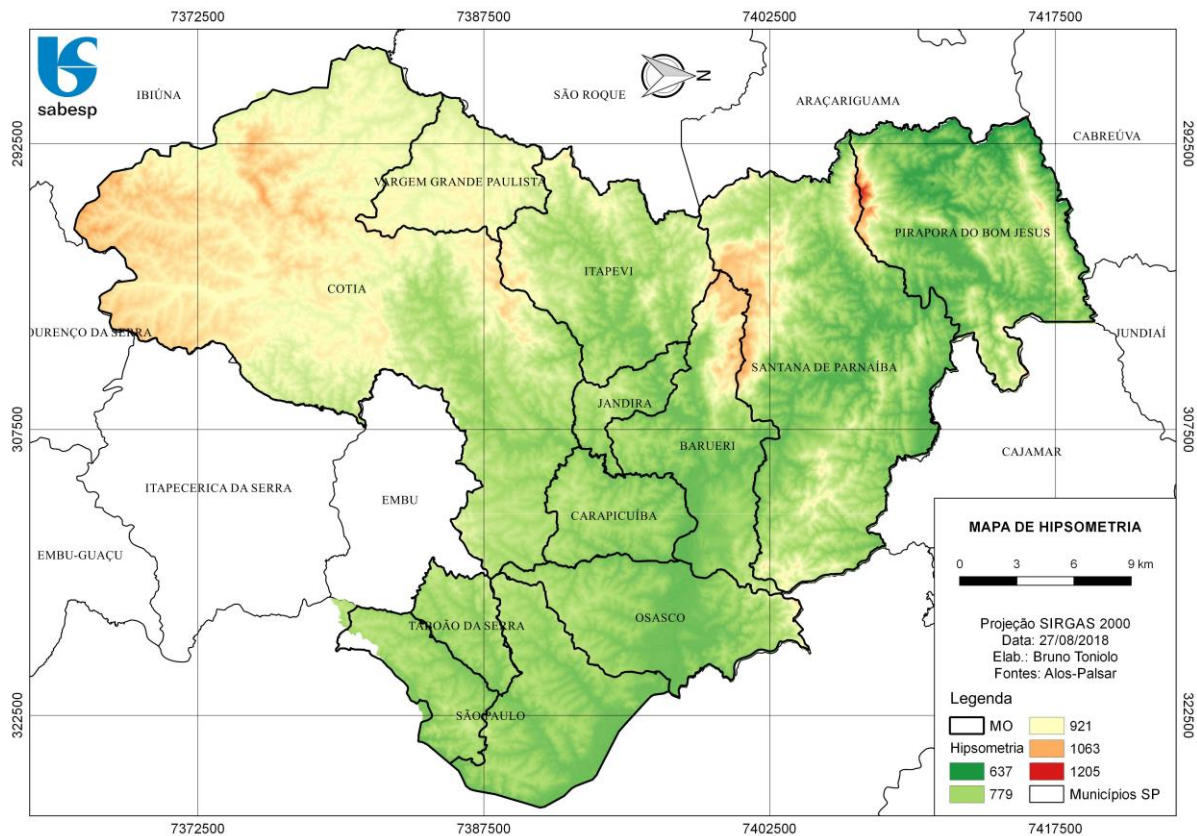 7372500
7387500
7402500
7417500
sabesp
IBIÚNA
SÃO ROQUE
N
ARAÇARIGUAMA
CABREÚVA
292500
292500
VARGEM GRANDE PAULISTA
PIRAPORA DO BOM JESUS
ITAPEVI
COTIA
OURENÇO DA SERRA
JUNDIAÍ
SANTANA DE PARNAÍBA
JANDIRA
307500
3075000
BARUERI
CAJAMAR
ITAPECERICA DA SERRA
EMBU
CARAPICUÍBA
EMBU-GUAÇU
OSASCO
TABOÃO DA SERRA
SÃO PAULO
322500
322500
MAPA DE HIPSOMETRIA
0 3 6 9 km
Projeção SIRGAS 2000
Data: 27/08/2018
Elab.: Bruno Toniolo
Fontes: Alos-Palsar
Legenda
MO
Hipsometria
637
779
921
1063
1205
Municípios SP
7372500
7387500
7402500
7417500